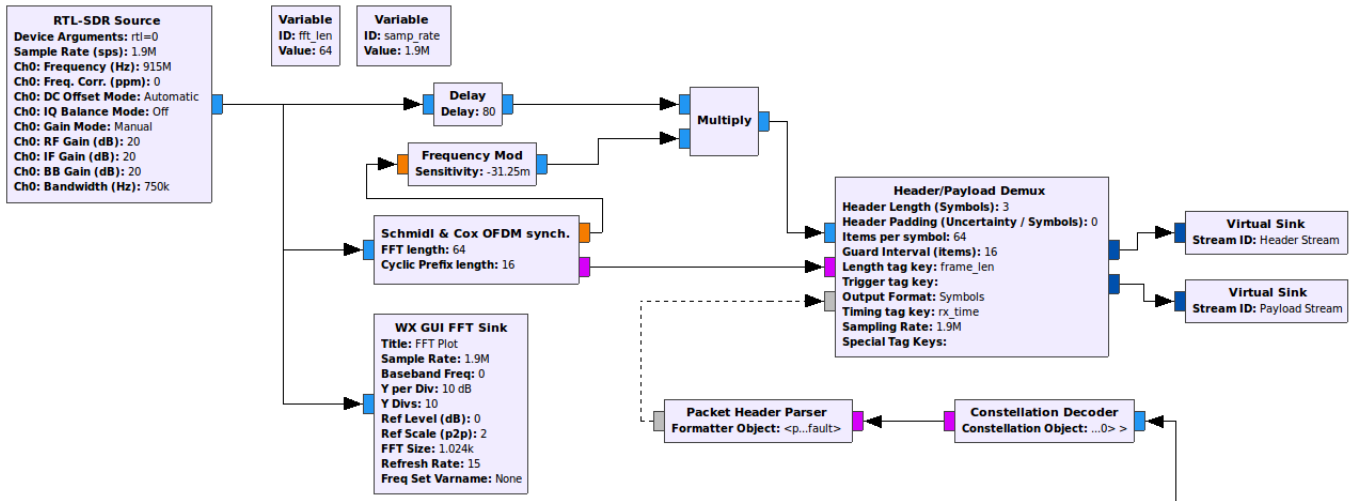 RTL-SDR Source
Device Arguments: rtl=0
Sample Rate (sps): 1.9M
Ch0: Frequency (Hz): 915M
Ch0: Freq. Corr. (ppm): 0
Ch0: DC Offset Mode: Automatic
Ch0: IQ Balance Mode: Off
Ch0: Gain Mode: Manual
Ch0: RF Gain (dB): 20
Ch0: IF Gain (dB): 20
Ch0: BB Gain (dB): 20
Ch0: Bandwidth (Hz): 750k
Variable
ID: fft_len
Value: 64
Variable
ID: samp_rate
Value: 1.9M
Delay
Delay: 80
Multiply
Frequency Mod
Sensitivity: -31.25m
Schmidl & Cox OFDM synch.
FFT length: 64
Cyclic Prefix length: 16
WX GUI FFT Sink
Title: FFT Plot
Sample Rate: 1.9M
Baseband Freq: 0
Y per Div: 10 dB
Y Divs: 10
Ref Level (dB): 0
Ref Scale (p2p): 2
FFT Size: 1.024k
Refresh Rate: 15
Freq Set Varname: None
Header/Payload Demux
Header Length (Symbols): 3
Header Padding (Uncertainty / Symbols): 0
Items per symbol: 64
Guard Interval (items): 16
Length tag key: frame_len
Trigger tag key:
Output Format: Symbols
Timing tag key: rx_time
Sampling Rate: 1.9M
Special Tag Keys:
Virtual Sink
Stream ID: Header Stream
Virtual Sink
Stream ID: Payload Stream
Packet Header Parser
Formatter Object: <p...fault>
Constellation Decoder
Constellation Object: ...0> >